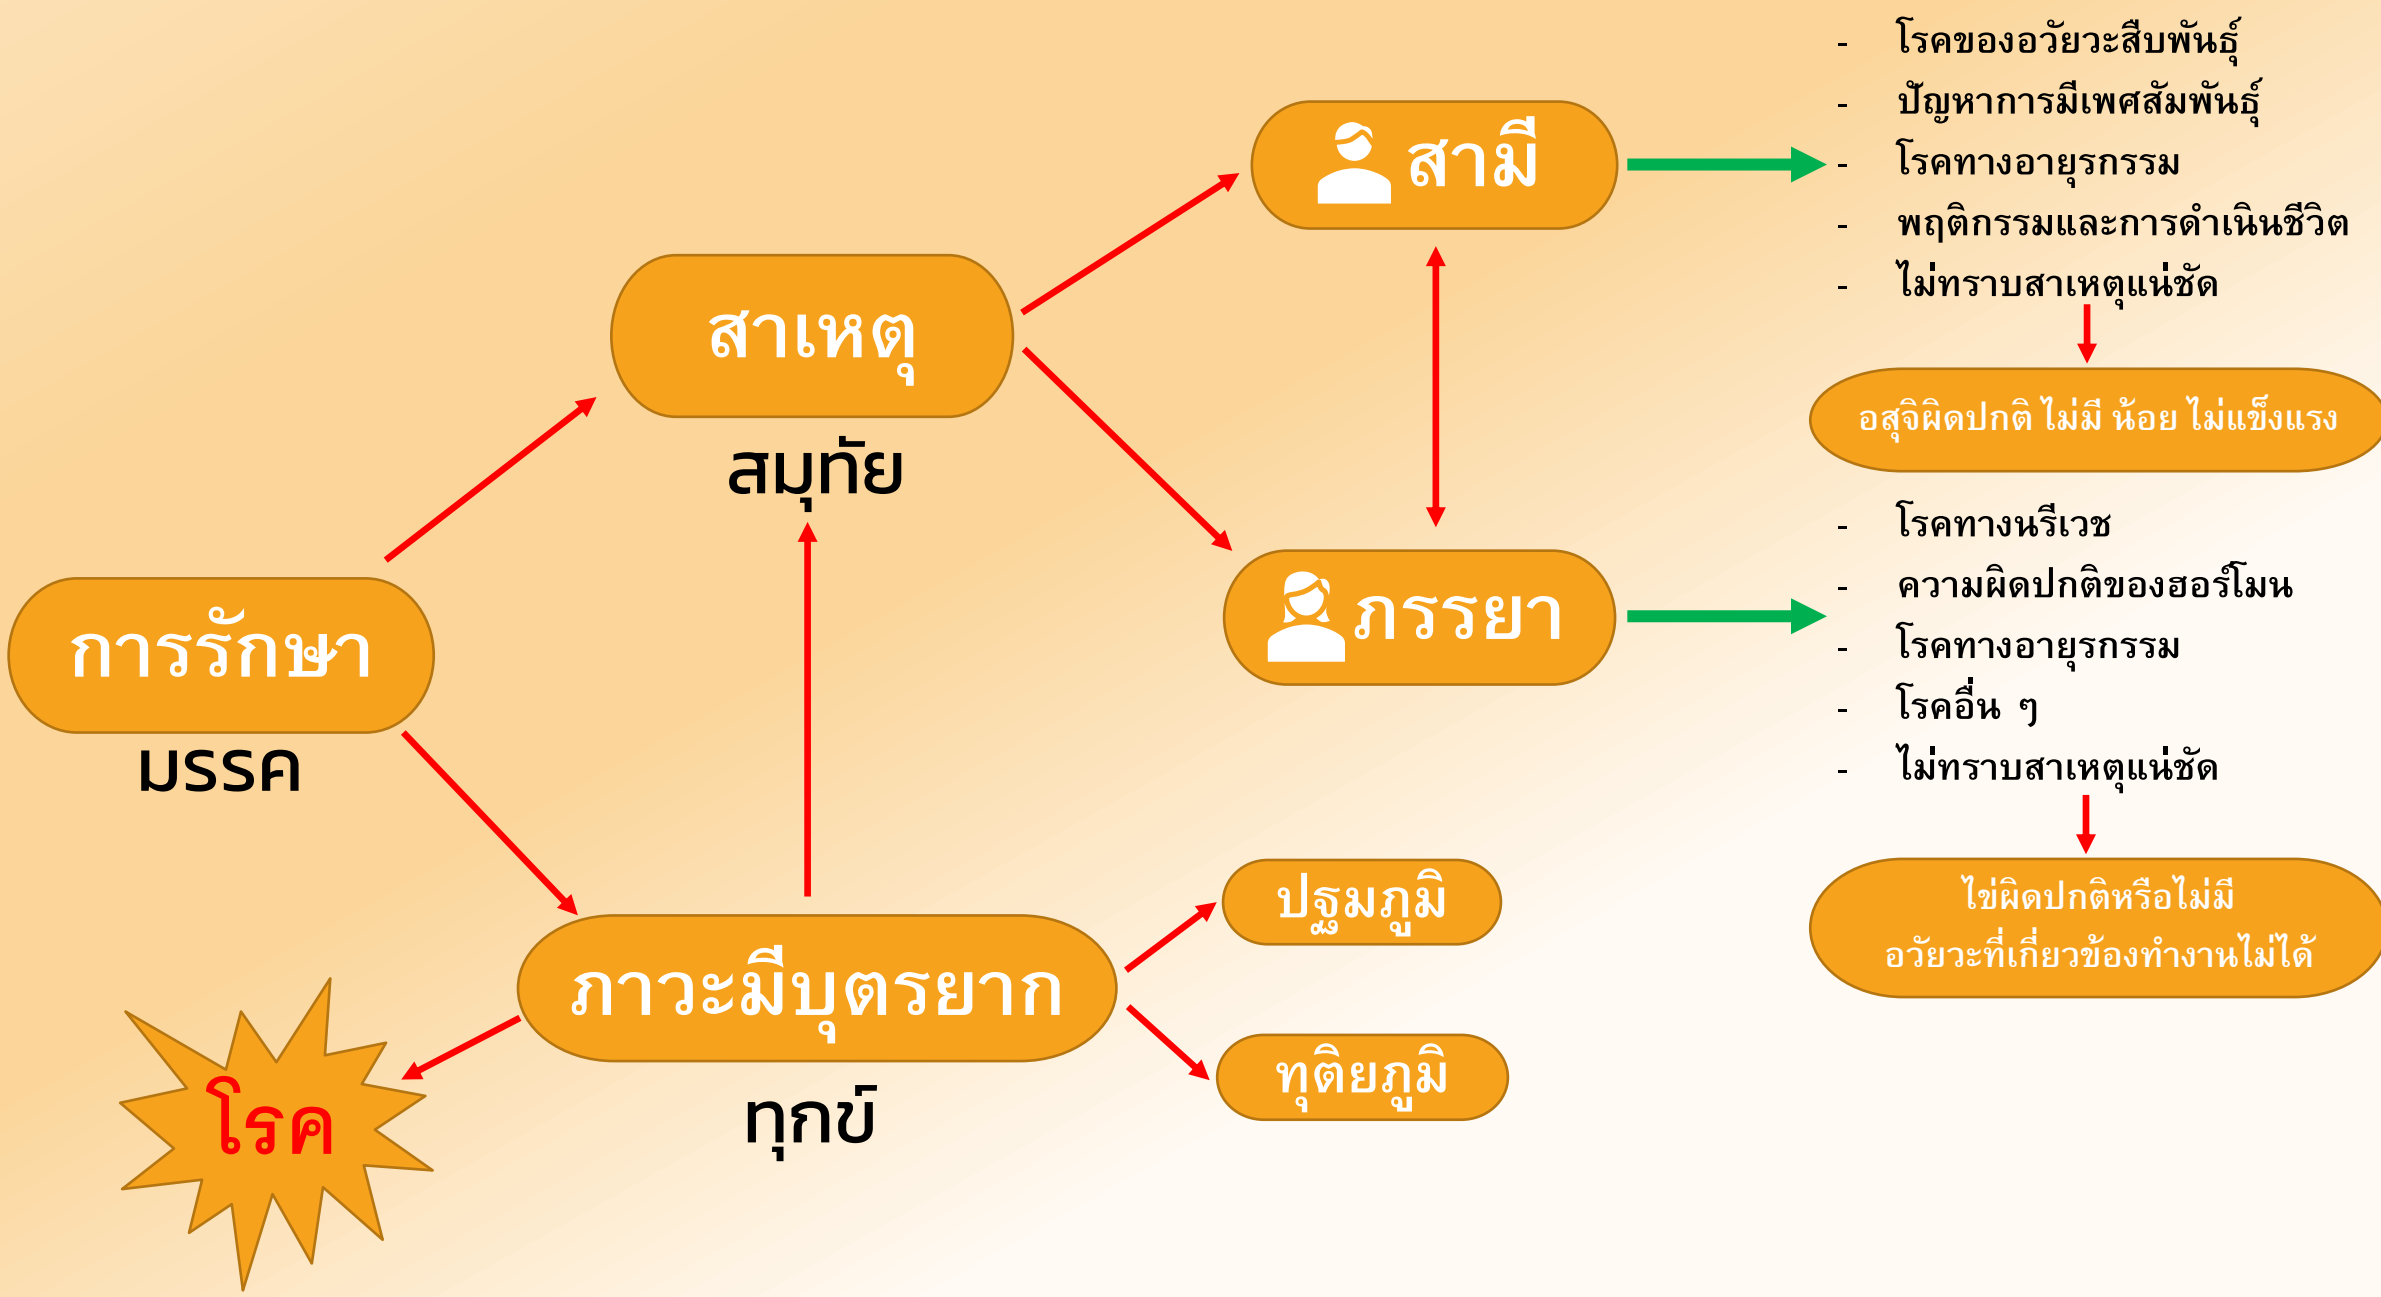 การรักษา
มรรค
สาเหตุ
สมุทัย
ภาวะมีบุตรยาก
ทุกข์
โรค
สามี
ภรรยา
ปฐมภูมิ
ทุติยภูมิ
- โรคของอวัยวะสืบพันธุ์
- ปัญหาการมีเพศสัมพันธุ์
- โรคทางอายุรกรรม
- พฤติกรรมและการดำเนินชีวิต
- ไม่ทราบสาเหตุแน่ชัด
อสุจิผิดปกติ ไม่มี น้อย ไม่แข็งแรง
- โรคทางนรีเวช
- ความผิดปกติของฮอร์โมน
- โรคทางอายุรกรรม
- โรคอื่น ๆ
- ไม่ทราบสาเหตุแน่ชัด
ไข่ผิดปกติหรือไม่มี
อวัยวะที่เกี่ยวข้องทำงานไม่ได้